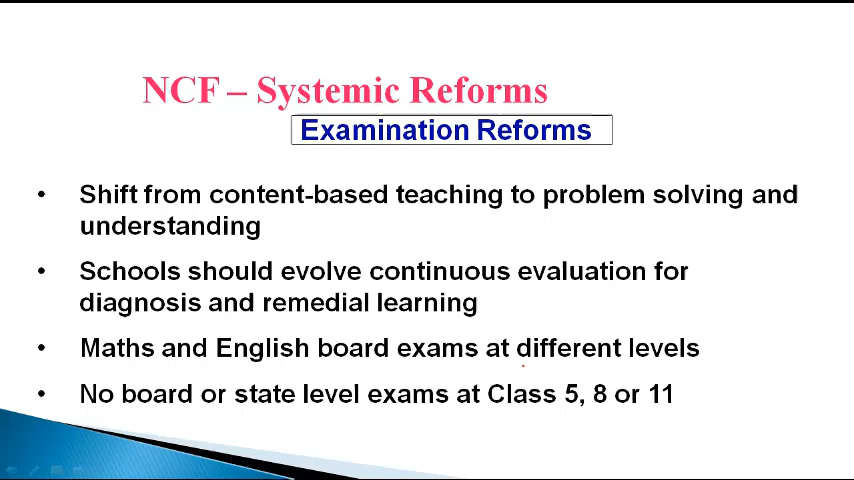 NCF – Systemic Reforms
Examination Reforms
• Shift from content-based teaching to problem solving and
understanding
• Schools should evolve continuous evaluation for
diagnosis and remedial learning
• Maths and English board exams at different levels
• No board or state level exams at Class 5, 8 or 11